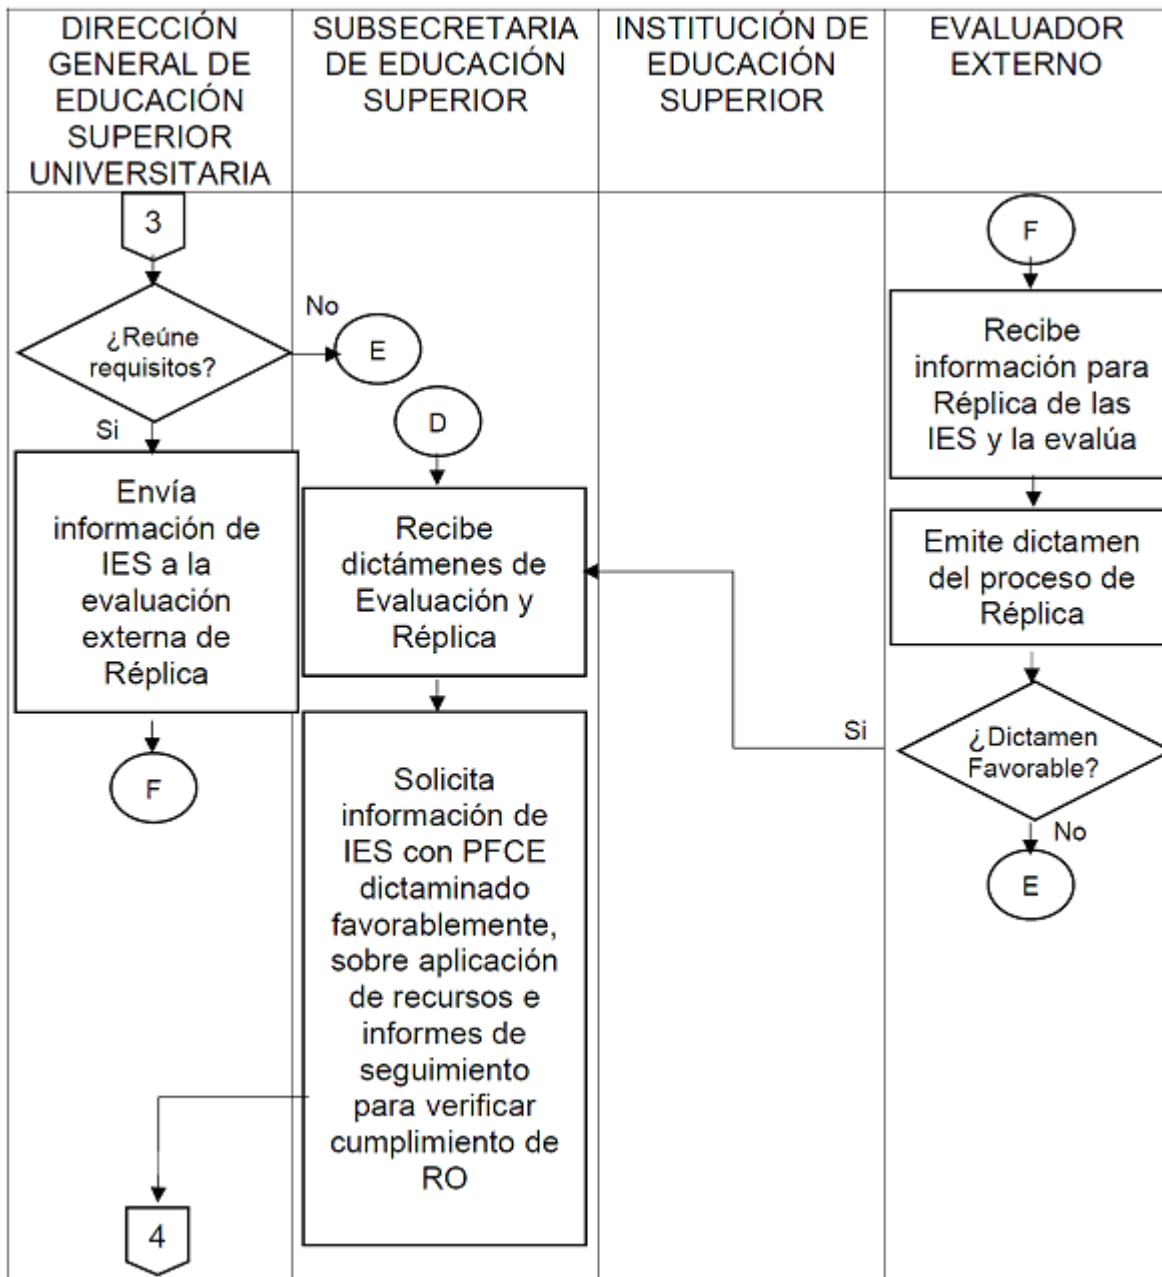 DIRECCIÓN
GENERAL DE
EDUCACIÓN
SUPERIOR
UNIVERSITARIA
SUBSECRETARIA
DE EDUCACIÓN
SUPERIOR
INSTITUCIÓN DE
EDUCACIÓN
SUPERIOR
EVALUADOR
EXTERNO
3
¿Reúne
requisitos?
No
E
Si
Envía
información de
IES a la
evaluación
externa de
Réplica
F
D
Recibe
dictámenes de
Evaluación y
Réplica
Solicita
información de
IES con PFCE
dictaminado
favorablemente,
sobre aplicación
de recursos e
informes de
seguimiento
para verificar
cumplimiento de
RO
4
F
Recibe
información para
Réplica de las
IES y la evalúa
Emite dictamen
del proceso de
Réplica
¿Dictamen
Favorable?
Si
No
E